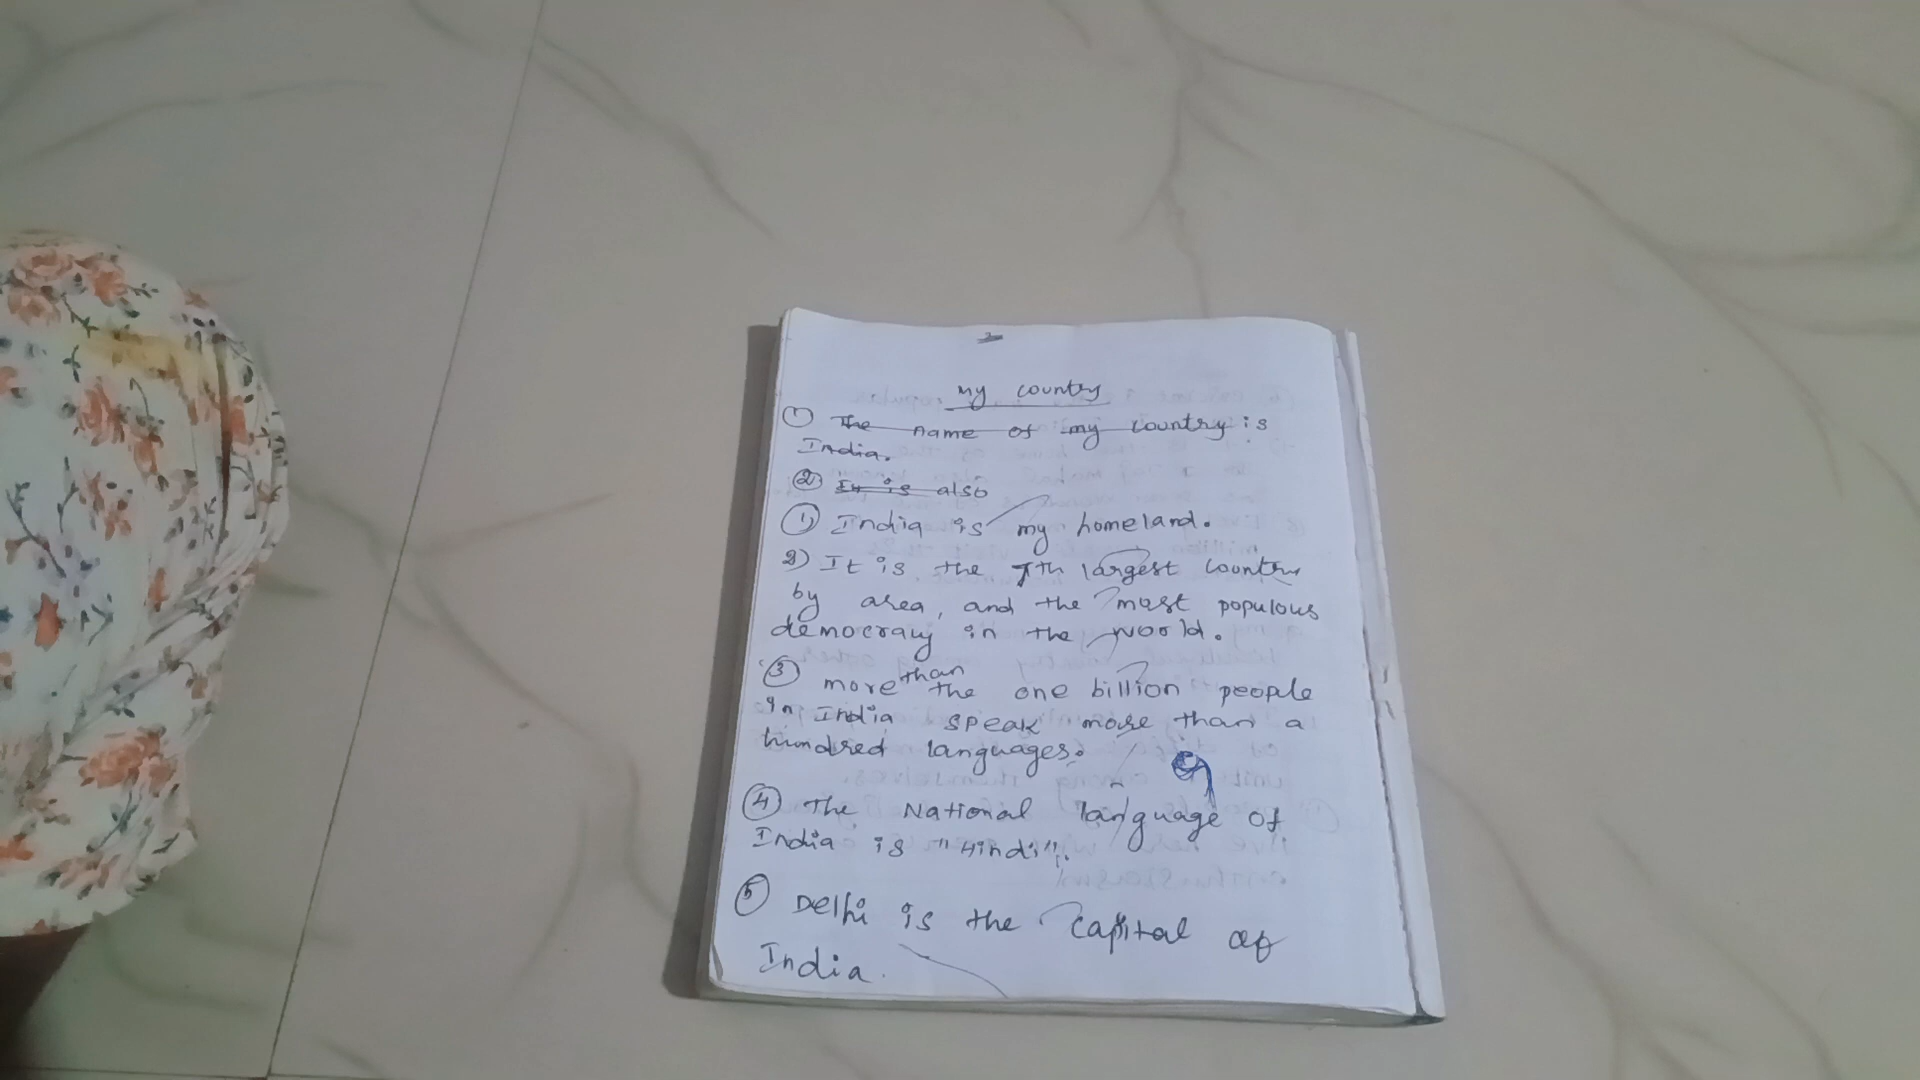 my country
① The name of my country is
India.
② It is also
① India is my homeland.
2) It is the 7th largest country
by area, and the most populous
democracy in the world.
③ more than the one billion people
in India speak more than a
hundred languages.
④ The National language of
India is "Hindi".
⑤ Delhi is the capital of
India.